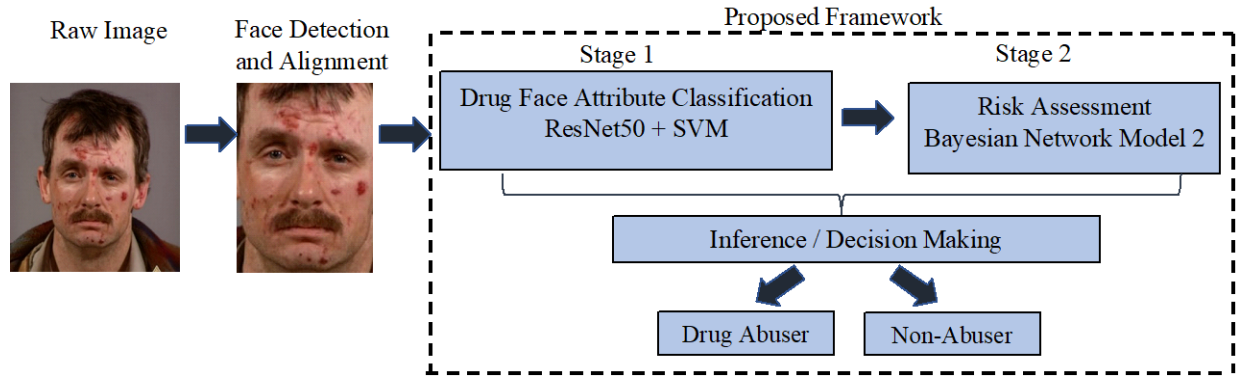 Proposed Framework
Raw Image
Face Detection
and Alignment
Stage 1
Stage 2
Drug Face Attribute Classification
ResNet50 + SVM
Risk Assessment
Bayesian Network Model 2
Inference / Decision Making
Drug Abuser
Non-Abuser